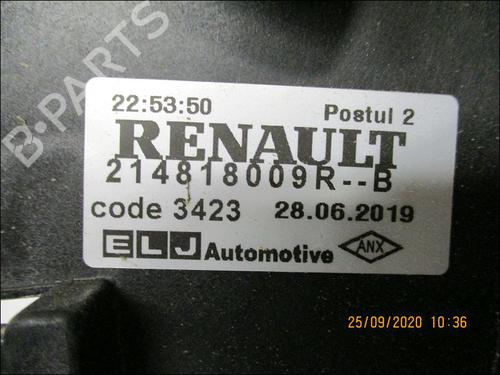 B-PARTS
22:53:50 Postul 2
RENAULT
214818009R--B
code 3423 28.06.2019
ELJ Automotive ANX
25/09/2020 10:36